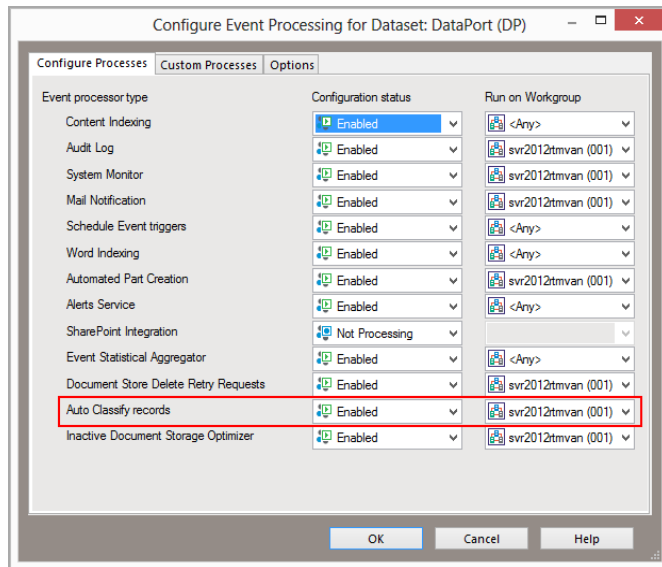 Configure Event Processing for Dataset: DataPort (DP)
Configure Processes Custom Processes Options
Event processor type Configuration status Run on Workgroup
Content Indexing Enabled <Any>
Audit Log Enabled svr2012rtmvan (001)
System Monitor Enabled svr2012rtmvan (001)
Mail Notification Enabled svr2012rtmvan (001)
Schedule Event triggers Enabled <Any>
Word Indexing Enabled <Any>
Automated Part Creation Enabled svr2012rtmvan (001)
Alerts Service Enabled <Any>
SharePoint Integration Not Processing
Event Statistical Aggregator Enabled <Any>
Document Store Delete Retry Requests Enabled svr2012rtmvan (001)
Auto Classify records Enabled svr2012rtmvan (001)
Inactive Document Storage Optimizer Enabled svr2012rtmvan (001)
OK Cancel Help